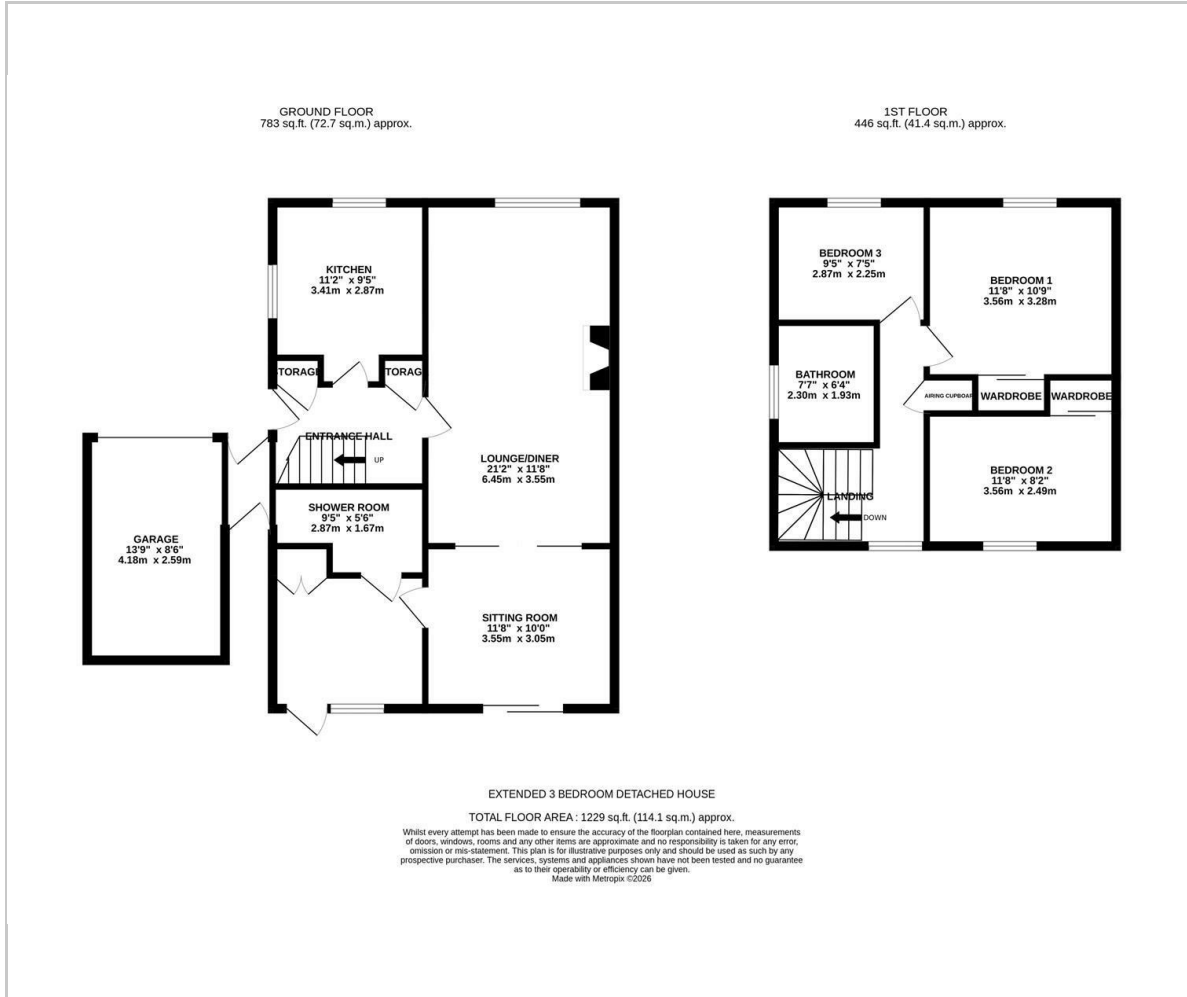 GROUND FLOOR
783 sq.ft. (72.7 sq.m.) approx.
KITCHEN
11'2" x 9'5"
3.41m x 2.87m
STORAGE
STORAGE
ENTRANCE HALL
UP
LOUNGE/DINER
21'2" x 11'8"
6.45m x 3.55m
SHOWER ROOM
9'5" x 5'6"
2.87m x 1.67m
GARAGE
13'9" x 8'6"
4.18m x 2.59m
SITTING ROOM
11'8" x 10'0"
3.55m x 3.05m
1ST FLOOR
446 sq.ft. (41.4 sq.m.) approx.
BEDROOM 3
9'5" x 7'5"
2.87m x 2.25m
BEDROOM 1
11'8" x 10'9"
3.56m x 3.28m
BATHROOM
7'7" x 6'4"
2.30m x 1.93m
AIRING CUPBOARD
WARDROBE
WARDROBE
BEDROOM 2
11'8" x 8'2"
3.56m x 2.49m
LANDING
DOWN
EXTENDED 3 BEDROOM DETACHED HOUSE
TOTAL FLOOR AREA : 1229 sq.ft. (114.1 sq.m.) approx.
Whilst every attempt has been made to ensure the accuracy of the floorplan contained here, measurements
of doors, windows, rooms and any other items are approximate and no responsibility is taken for any error,
omission or mis-statement. This plan is for illustrative purposes only and should be used as such by any
prospective purchaser. The services, systems and appliances shown have not been tested and no guarantee
as to their operability or efficiency can be given.
Made with Metropix ©2026